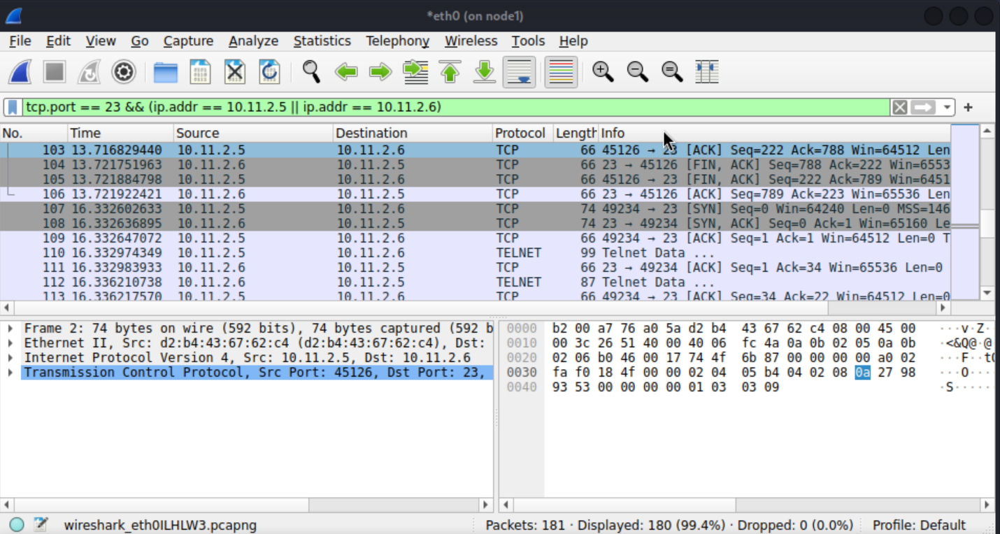 *eth0 (on node1)
File Edit View Go Capture Analyze Statistics Telephony Wireless Tools Help
tcp.port == 23 && (ip.addr == 10.11.2.5 || ip.addr == 10.11.2.6)
No. Time Source Destination Protocol Length Info
103 13.716829440 10.11.2.5 10.11.2.6 TCP 66 45126 → 23 [ACK] Seq=222 Ack=788 Win=64512 Len
104 13.721751963 10.11.2.6 10.11.2.5 TCP 66 23 → 45126 [FIN, ACK] Seq=788 Ack=222 Win=6553
105 13.721884798 10.11.2.5 10.11.2.6 TCP 66 45126 → 23 [FIN, ACK] Seq=222 Ack=789 Win=6451
106 13.721922421 10.11.2.6 10.11.2.5 TCP 66 23 → 45126 [ACK] Seq=789 Ack=223 Win=65536 Len
107 16.332602633 10.11.2.5 10.11.2.6 TCP 74 49234 → 23 [SYN] Seq=0 Win=64240 Len=0 MSS=146
108 16.332636895 10.11.2.6 10.11.2.5 TCP 74 23 → 49234 [SYN, ACK] Seq=0 Ack=1 Win=65160 Le
109 16.332647072 10.11.2.5 10.11.2.6 TCP 66 49234 → 23 [ACK] Seq=1 Ack=1 Win=64512 Len=0 T
110 16.332974349 10.11.2.5 10.11.2.6 TELNET 99 Telnet Data ...
111 16.332983933 10.11.2.6 10.11.2.5 TCP 66 23 → 49234 [ACK] Seq=1 Ack=34 Win=65536 Len=0
112 16.336210738 10.11.2.6 10.11.2.5 TELNET 87 Telnet Data ...
113 16.336217570 10.11.2.5 10.11.2.6 TCP 66 49234 → 23 [ACK] Seq=34 Ack=22 Win=64512 Len=0
Frame 2: 74 bytes on wire (592 bits), 74 bytes captured (592 b
Ethernet II, Src: d2:b4:43:67:62:c4 (d2:b4:43:67:62:c4), Dst:
Internet Protocol Version 4, Src: 10.11.2.5, Dst: 10.11.2.6
Transmission Control Protocol, Src Port: 45126, Dst Port: 23,
0000 b2 00 a7 76 a0 5a d2 b4 43 67 62 c4 08 00 45 00 ···v·Z·
0010 00 3c 26 51 40 00 40 06 fc 4a 0a 0b 02 05 0a 0b ·<&Q@·@
0020 02 06 b0 46 00 17 74 4f 6b 87 00 00 00 00 a0 02 ···F··tO
0030 fa f0 18 4f 00 00 02 04 05 b4 04 02 08 0a 27 98 ···O····
0040 93 53 00 00 00 00 01 03 03 09 ·S······
wireshark_eth0ILHLW3.pcapng
Packets: 181 · Displayed: 180 (99.4%) · Dropped: 0 (0.0%)
Profile: Default